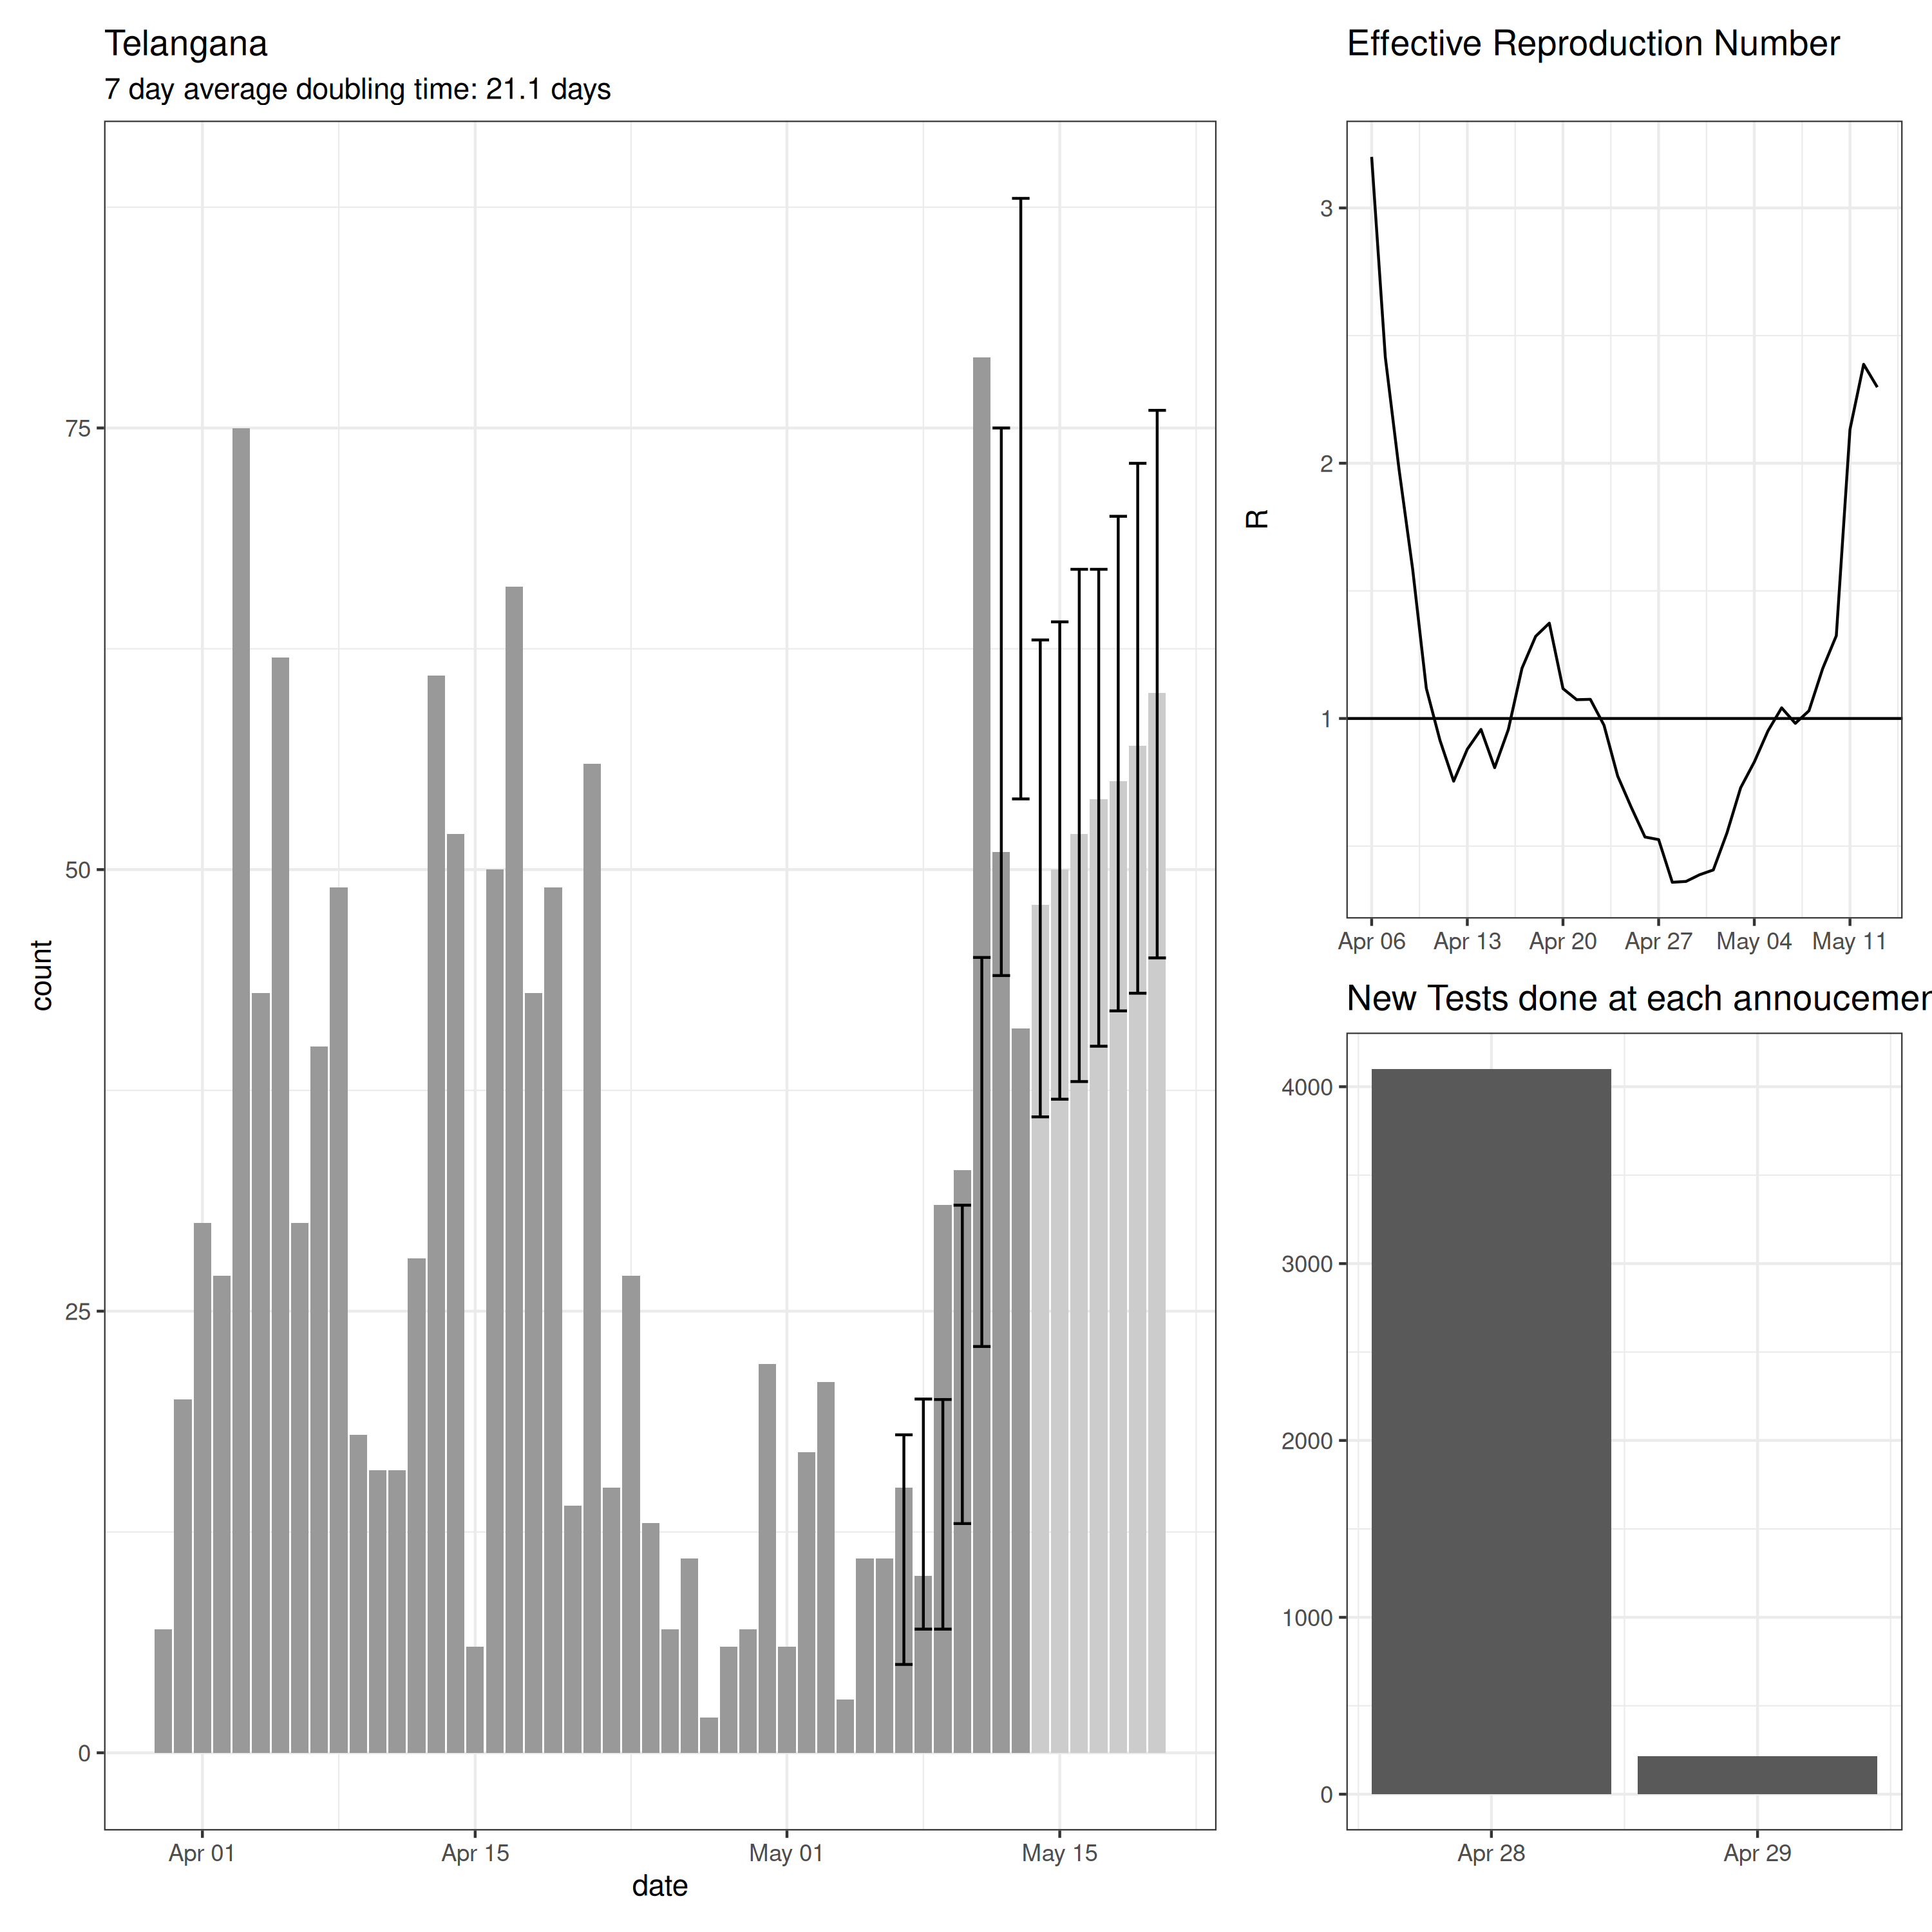 Telangana
7 day average doubling time: 21.1 days
count
75
50
25
0
Apr 01 Apr 15 May 01 May 15
date
Effective Reproduction Number
R
3
2
1
Apr 06 Apr 13 Apr 20 Apr 27 May 04 May 11
New Tests done at each annoucemen
4000
3000
2000
1000
0
Apr 28 Apr 29